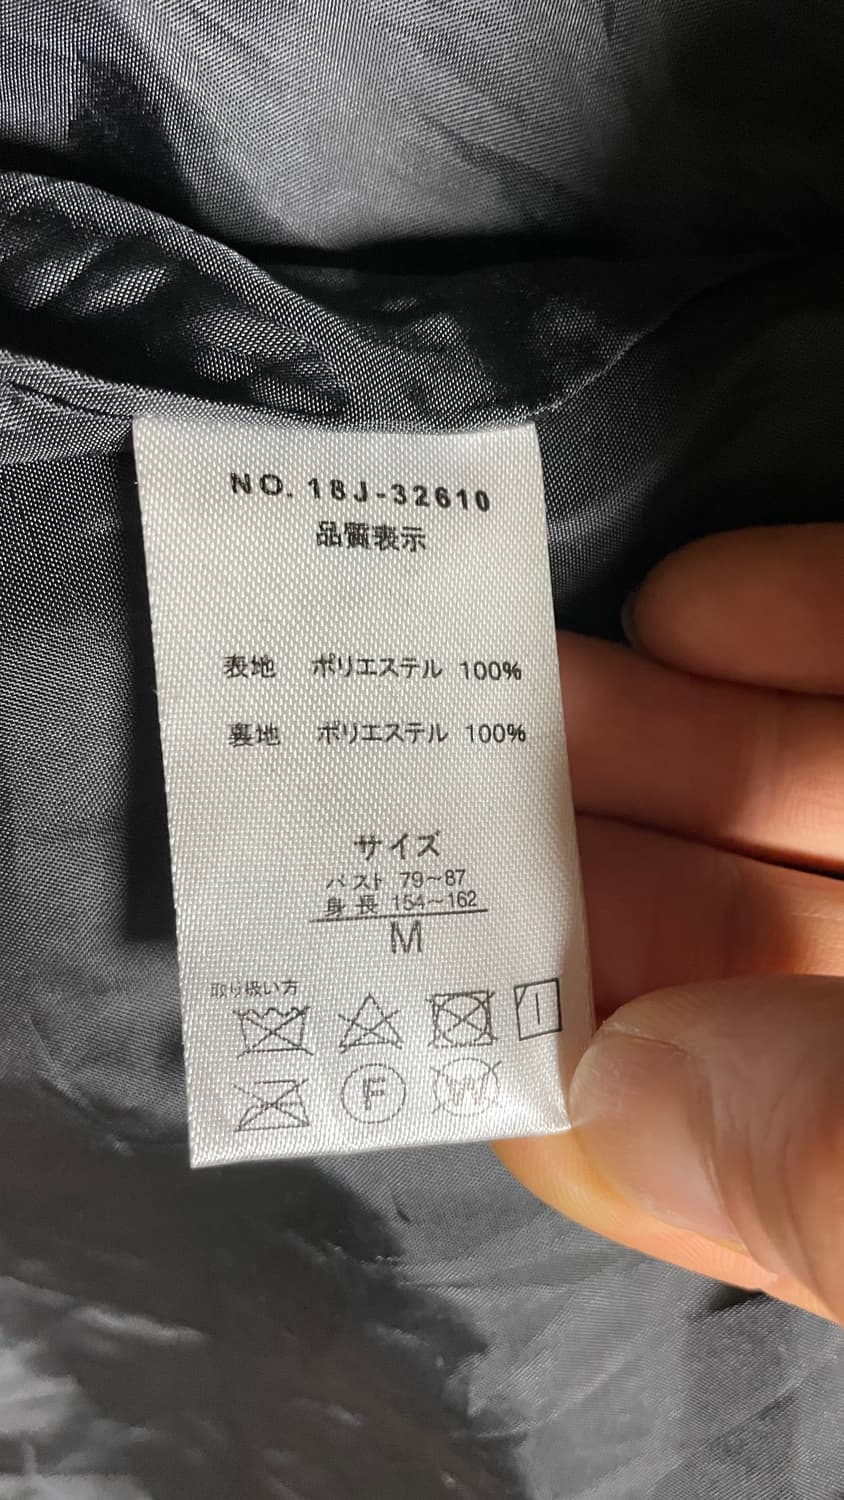 NO. 18J-32610
品質表示
表地 ポリエステル 100%
裏地 ポリエステル 100%
サイズ
バスト 79~87
身長 154~162
M
取り扱い方
F
W